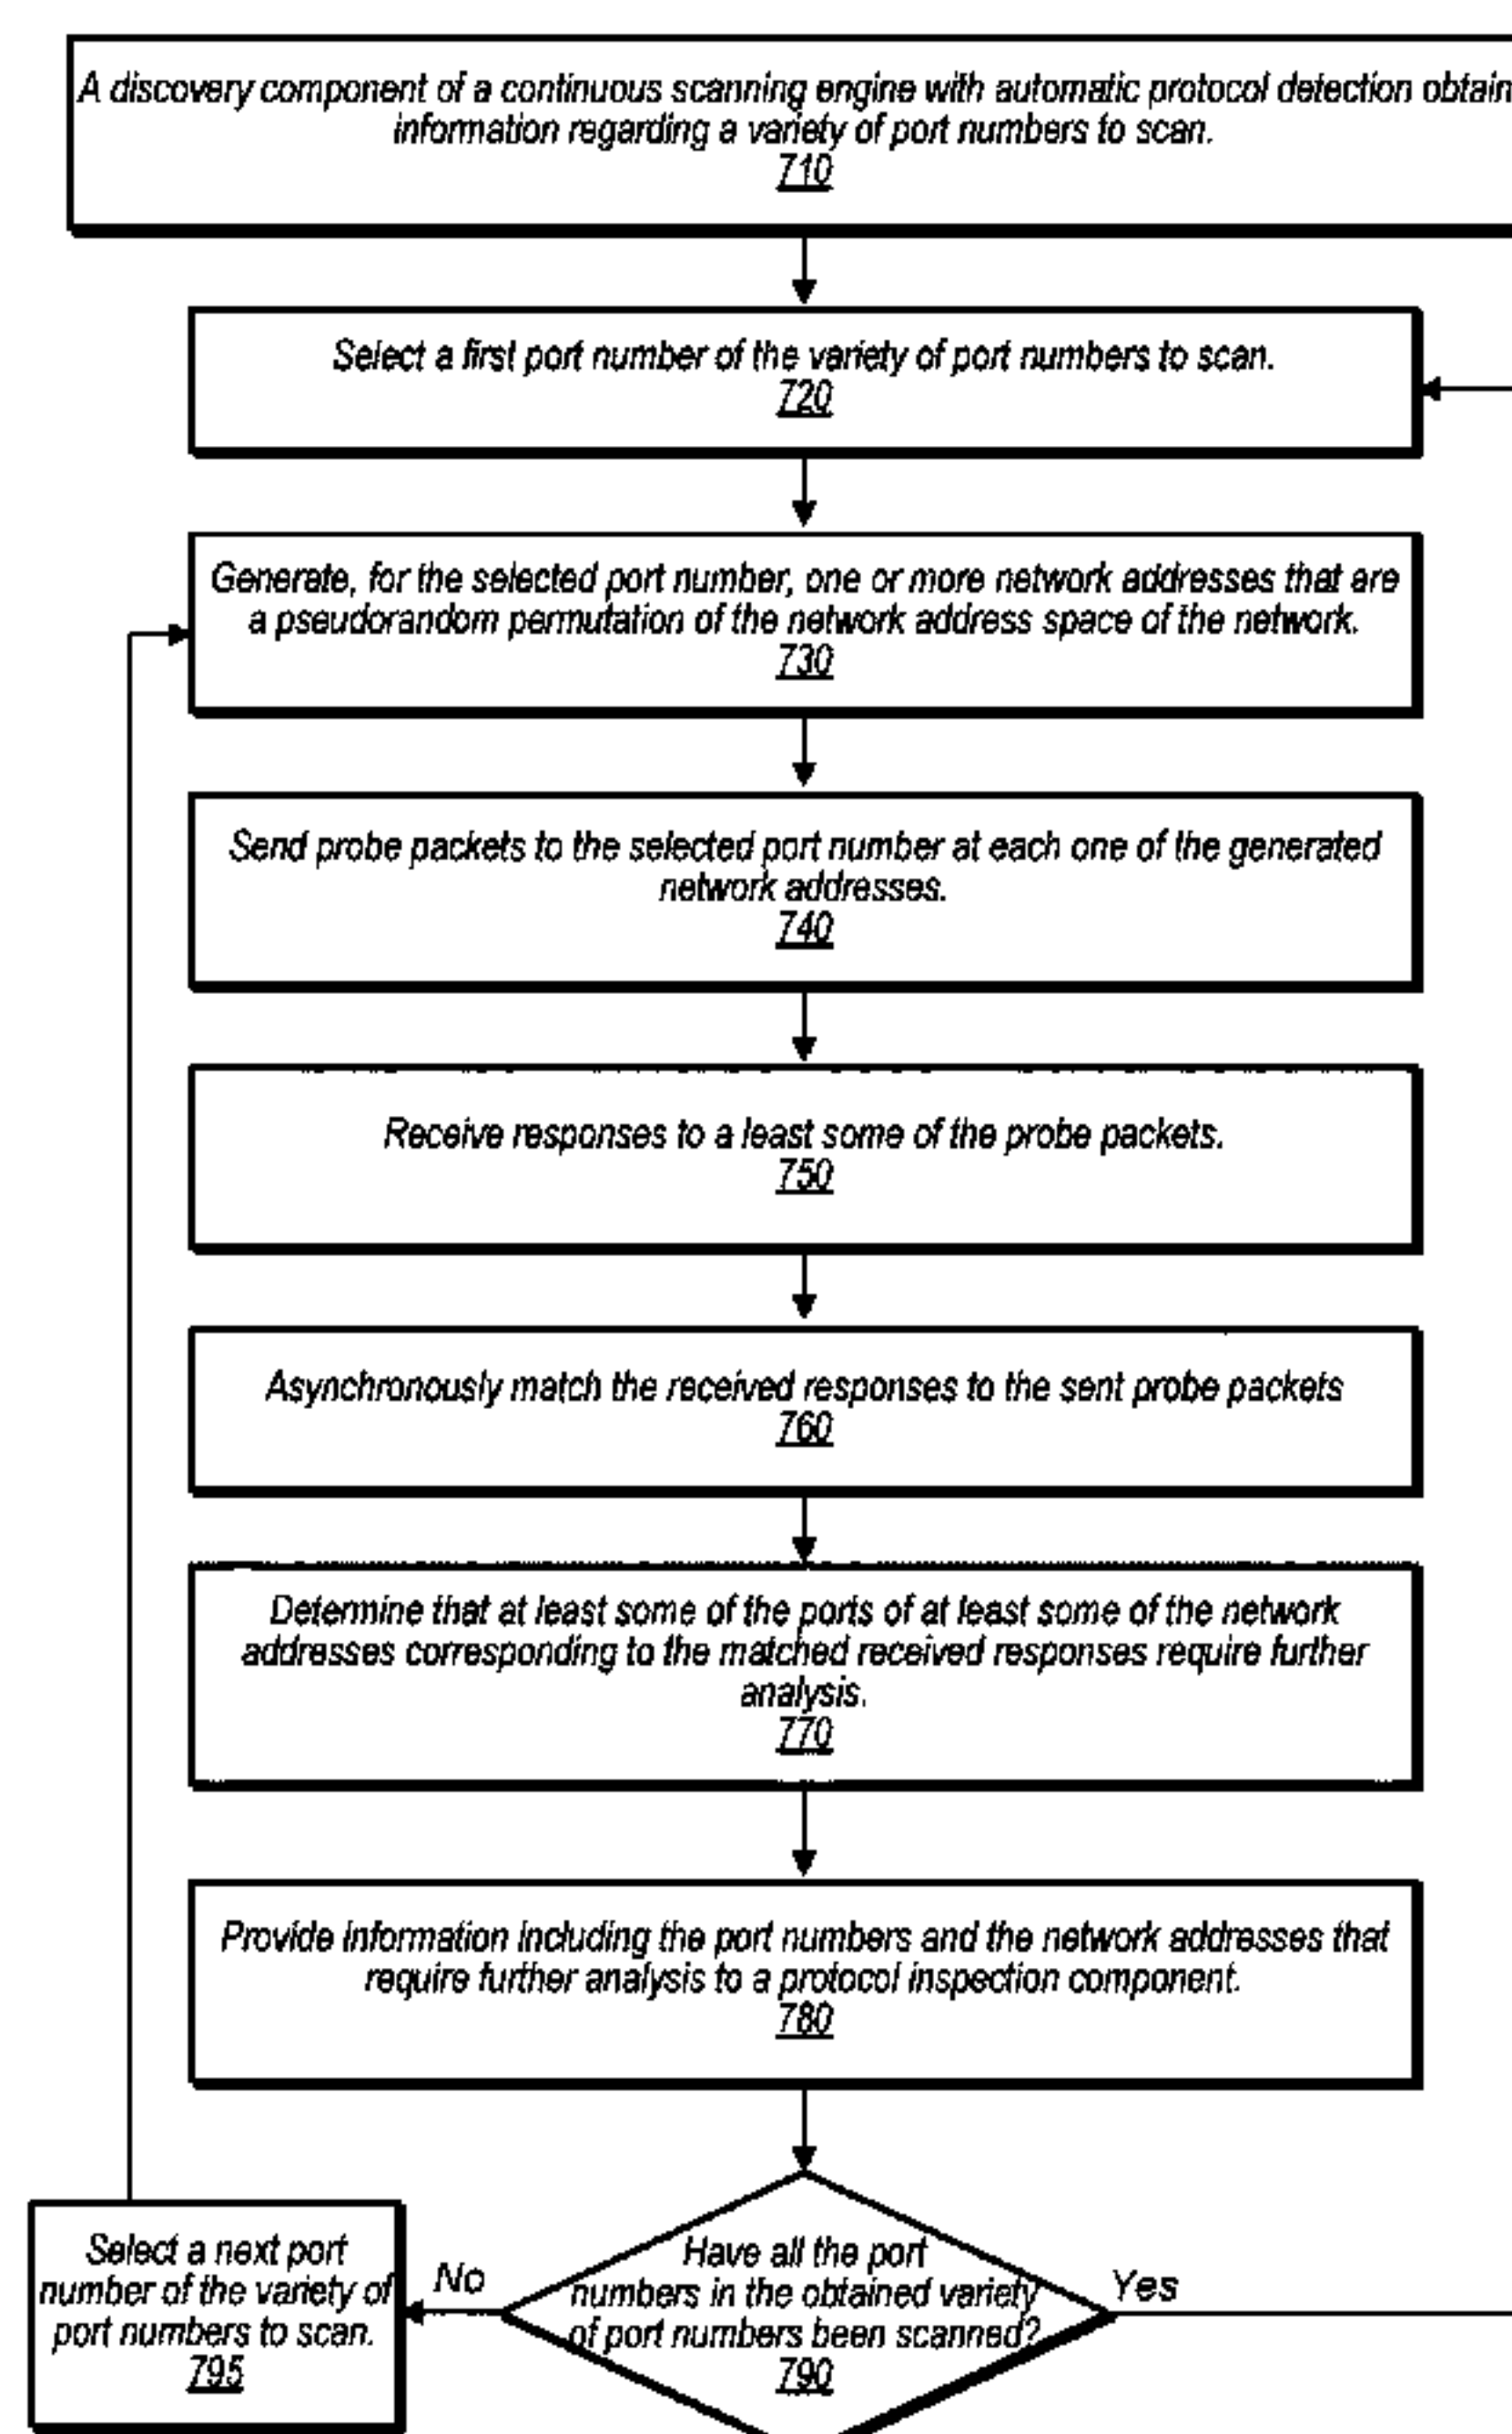 A discovery component of a continuous scanning engine with automatic protocol detection obtain
information regarding a variety of port numbers to scan.
710
Select a first port number of the variety of port numbers to scan.
720
Generate, for the selected port number, one or more network addresses that are
a pseudorandom permutation of the network address space of the network.
730
Send probe packets to the selected port number at each one of the generated
network addresses.
740
Receive responses to a least some of the probe packets.
750
Asynchronously match the received responses to the sent probe packets
760
Determine that at least some of the ports of at least some of the network
addresses corresponding to the matched received responses require further
analysis.
770
Provide information including the port numbers and the network addresses that
require further analysis to a protocol inspection component.
780
Have all the port
numbers in the obtained variety
of port numbers been scanned?
790
No
Yes
Select a next port
number of the variety of
port numbers to scan.
795